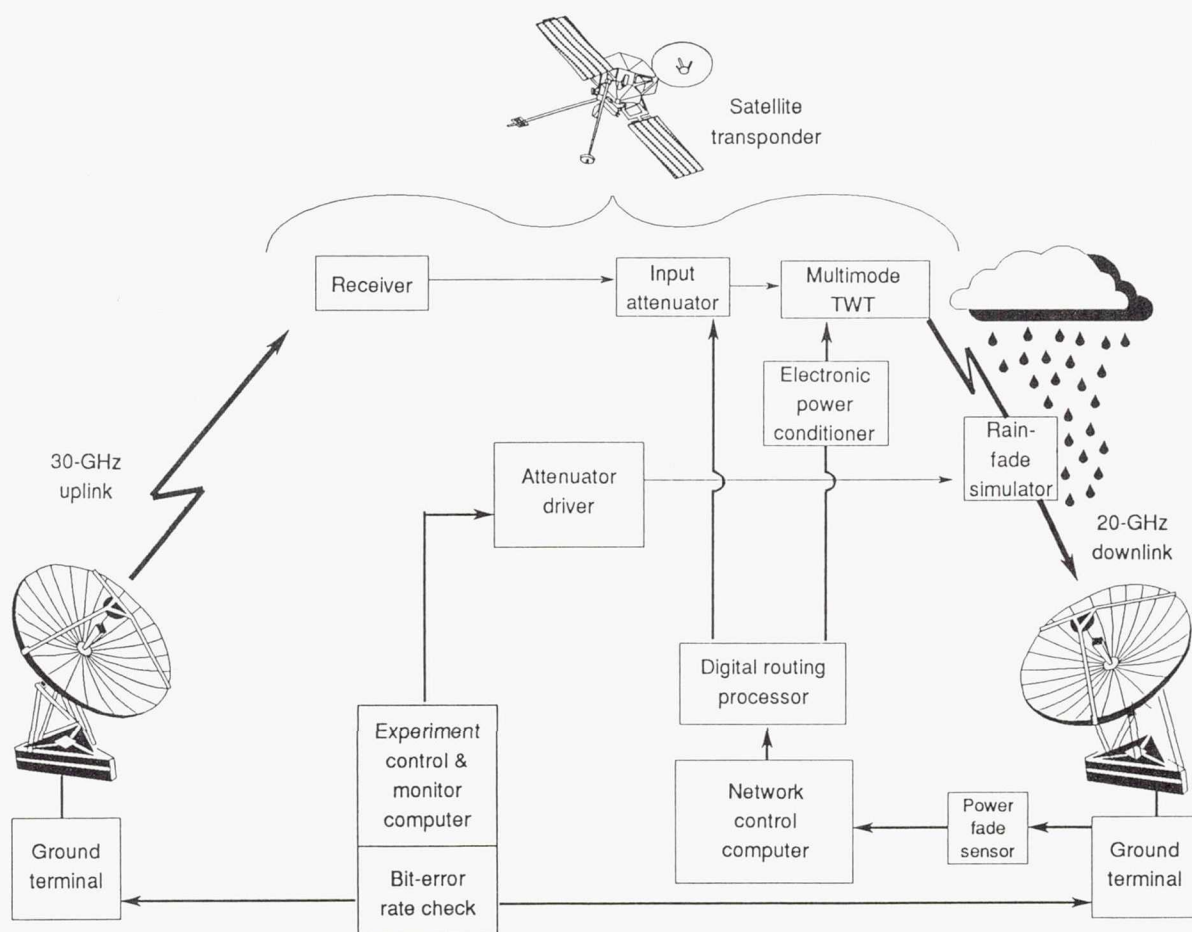 Satellite
transponder
Receiver
Input
attenuator
Multimode
TWT
Electronic
power
conditioner
30-GHz
uplink
Attenuator
driver
Rain-
fade
simulator
20-GHz
downlink
Digital routing
processor
Experiment
control &
monitor
computer
Network
control
computer
Power
fade
sensor
Ground
terminal
Bit-error
rate check
Ground
terminal